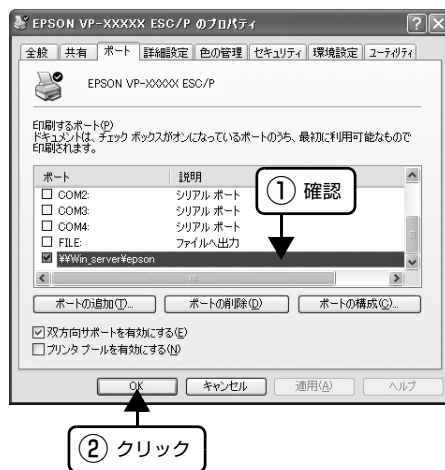 EPSON VP-XXXXX ESC/P のプロパティ
全般 共有 ポート 詳細設定 色の管理 セキュリティ 環境設定 ユーティリティ
EPSON VP-XXXXX ESC/P
印刷するポート(P)
ドキュメントは、チェック ボックスがオンになっているポートのうち、最初に利用可能なもので
印刷されます。
ポート 説明
COM2: シリアル ポート
COM3: シリアル ポート
COM4: シリアル ポート
FILE: ファイルへ出力
¥¥Win_server¥epson
① 確認
ポートの追加(T)... ポートの削除(D) ポートの構成(C)...
双方向サポートを有効にする(E)
プリンタ プールを有効にする(N)
OK キャンセル 適用(A) ヘルプ
② クリック